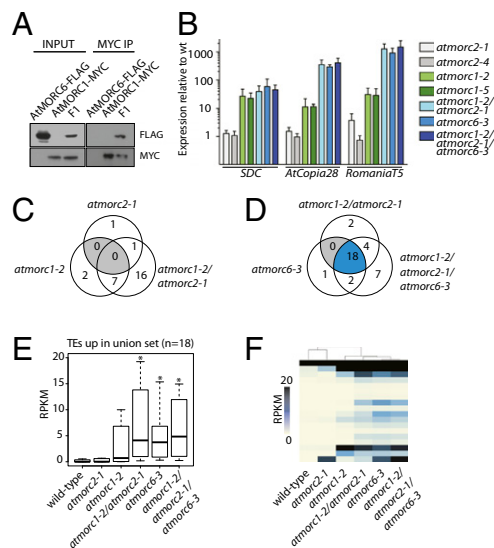 A
INPUT
MYC IP
AtMORC6-FLAG
AtMORC1-MYC
F1
AtMORC6-FLAG
AtMORC1-MYC
F1
FLAG
MYC
B
Expression relative to wt
1000
100
10
1
SDC
AtCopia28
RomaniaT5
atmorc2-1
atmorc2-4
atmorc1-2
atmorc1-5
atmorc1-2/
atmorc2-1
atmorc6-3
atmorc1-2/
atmorc2-1/
atmorc6-3
C
atmorc2-1
1
0
1
0
atmorc1-2
2
7
16
atmorc1-2/
atmorc2-1
D
atmorc1-2/atmorc2-1
2
0
4
18
atmorc6-3
1
2
7
atmorc1-2/
atmorc2-1/
atmorc6-3
E
TEs up in union set (n=18)
RPKM
20
15
10
5
0
*
*
*
wild-type
atmorc2-1
atmorc1-2
atmorc1-2/atmorc2-1
atmorc6-3
atmorc1-2/
atmorc2-1/
atmorc6-3
F
20
RPKM
0
wild-type
atmorc2-1
atmorc1-2
atmorc1-2/atmorc2-1
atmorc6-3
atmorc1-2/
atmorc2-1/
atmorc6-3